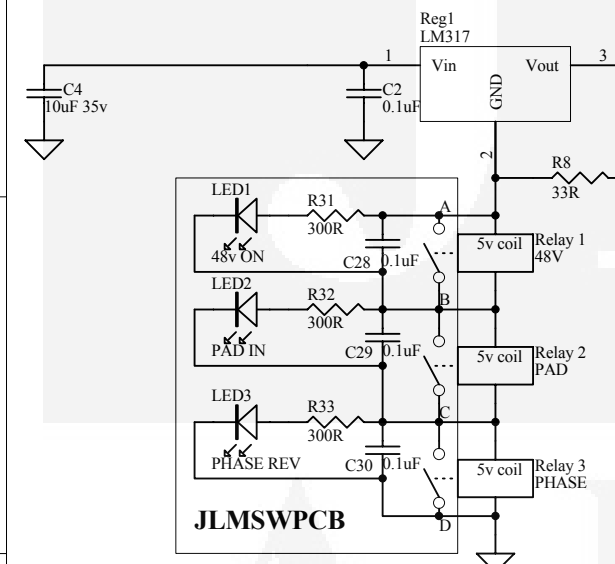 Reg1
LM317
1
Vin
Vout
3
GND
2
C4
10uF 35v
C2
0.1uF
R8
33R
LED1
R31
300R
A
48v ON
C28
0.1uF
5v coil
Relay 1
48V
LED2
R32
300R
B
PAD IN
C29
0.1uF
5v coil
Relay 2
PAD
LED3
R33
300R
C
PHASE REV
C30
0.1uF
5v coil
Relay 3
PHASE
JLMSWPCB
D